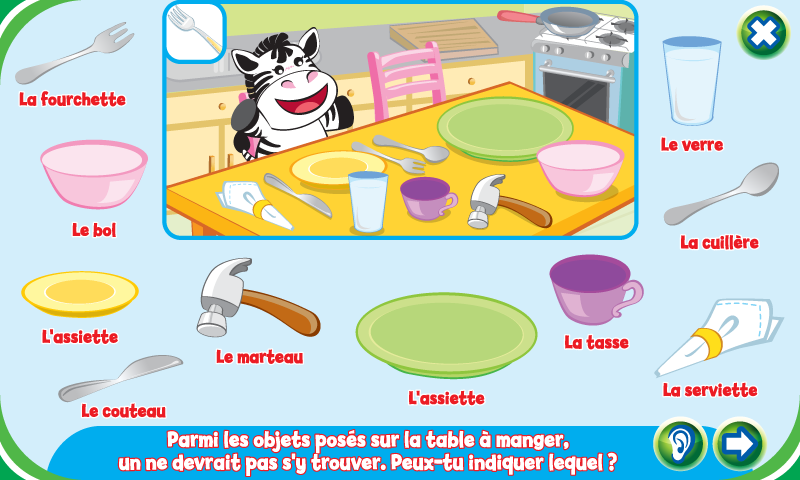 La fourchette
Le verre
Le bol
La cuillère
L'assiette
Le marteau
La tasse
Le couteau
L'assiette
La serviette
Parmi les objets posés sur la table à manger,
un ne devrait pas s'y trouver. Peux-tu indiquer lequel ?